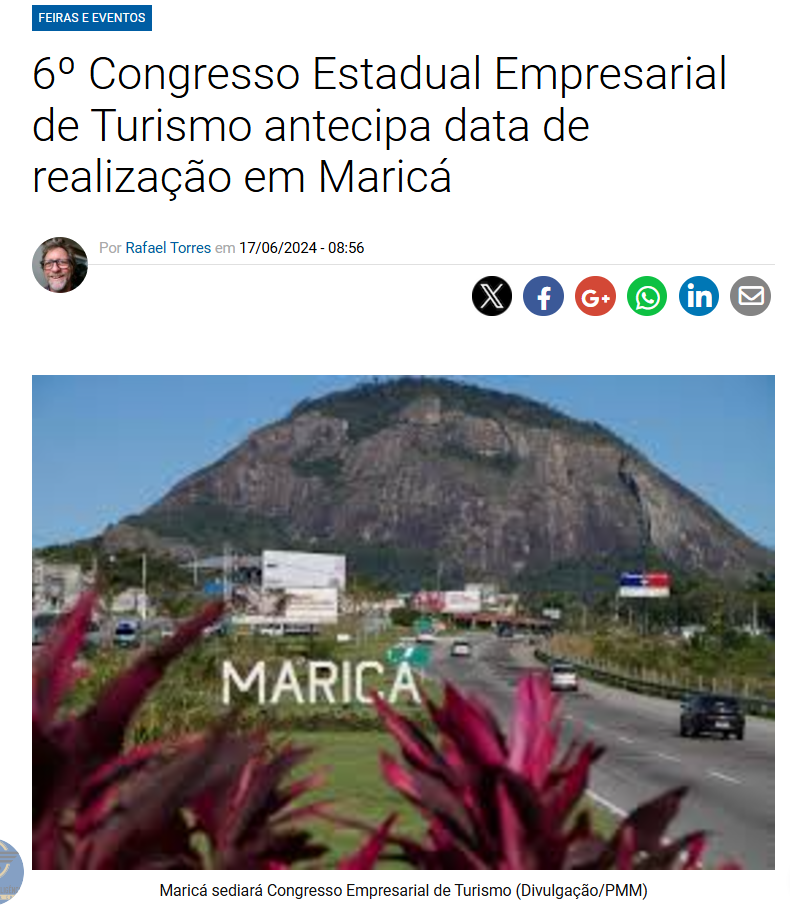 FEIRAS E EVENTOS
6º Congresso Estadual Empresarial
de Turismo antecipa data de
realização em Maricá
Por Rafael Torres em 17/06/2024 - 08:56
G+
in
MARICÁ
Maricá sediará Congresso Empresarial de Turismo (Divulgação/PMM)